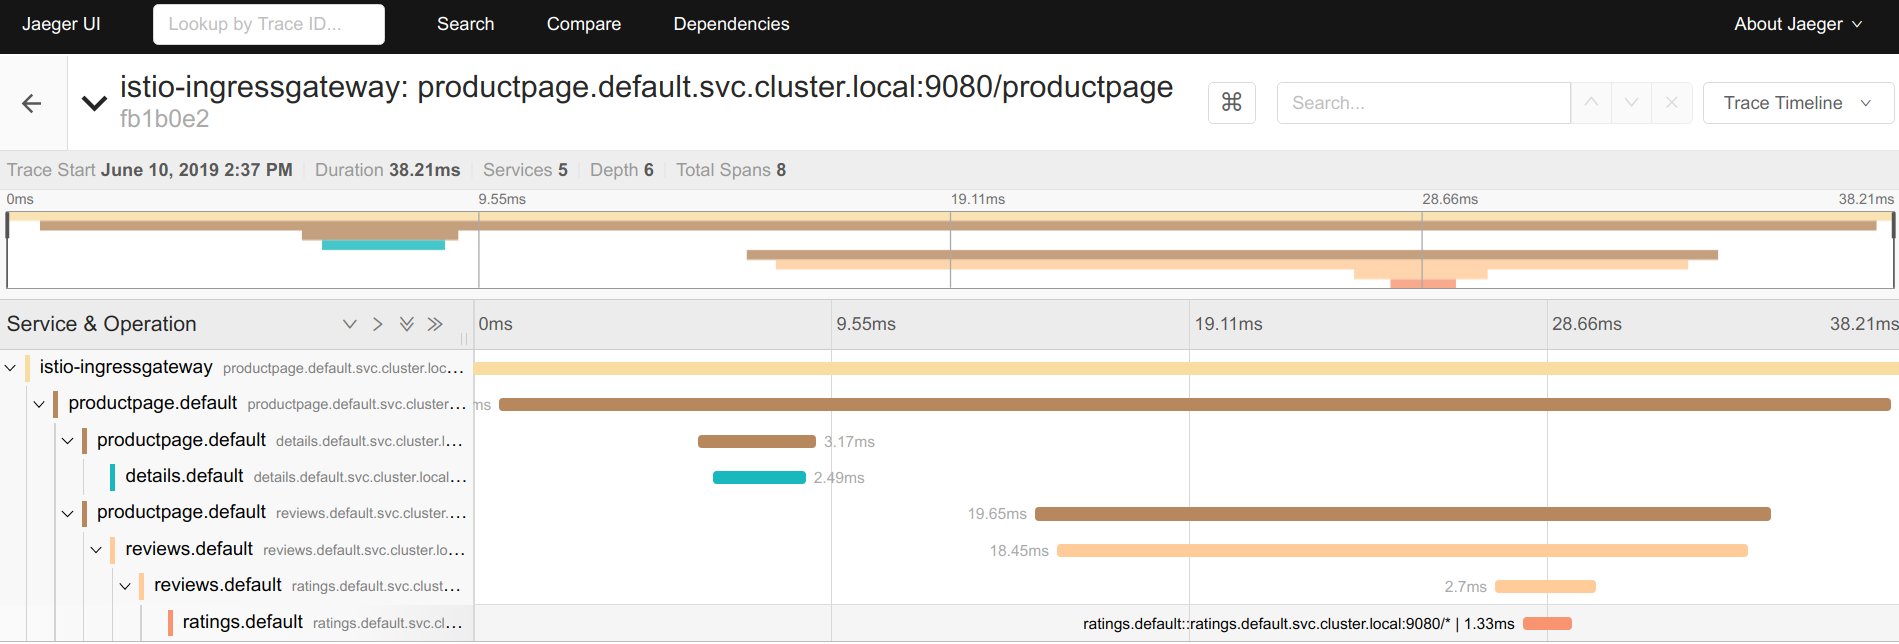 Jaeger UI Lookup by Trace ID... Search Compare Dependencies About Jaeger
istio-ingressgateway: productpage.default.svc.cluster.local:9080/productpage
fb1b0e2
⌘ Search... Trace Timeline
Trace Start June 10, 2019 2:37 PM Duration 38.21ms Services 5 Depth 6 Total Spans 8
0ms 9.55ms 19.11ms 28.66ms 38.21ms
Service & Operation 0ms 9.55ms 19.11ms 28.66ms 38.21ms
istio-ingressgateway productpage.default.svc.cluster.loc...
productpage.default productpage.default.svc.cluster... ms
productpage.default details.default.svc.cluster.l... 3.17ms
details.default details.default.svc.cluster.local... 2.49ms
productpage.default reviews.default.svc.cluster.... 19.65ms
reviews.default reviews.default.svc.cluster.lo... 18.45ms
reviews.default ratings.default.svc.clust... 2.7ms
ratings.default ratings.default.svc.cl... ratings.default::ratings.default.svc.cluster.local:9080/* | 1.33ms